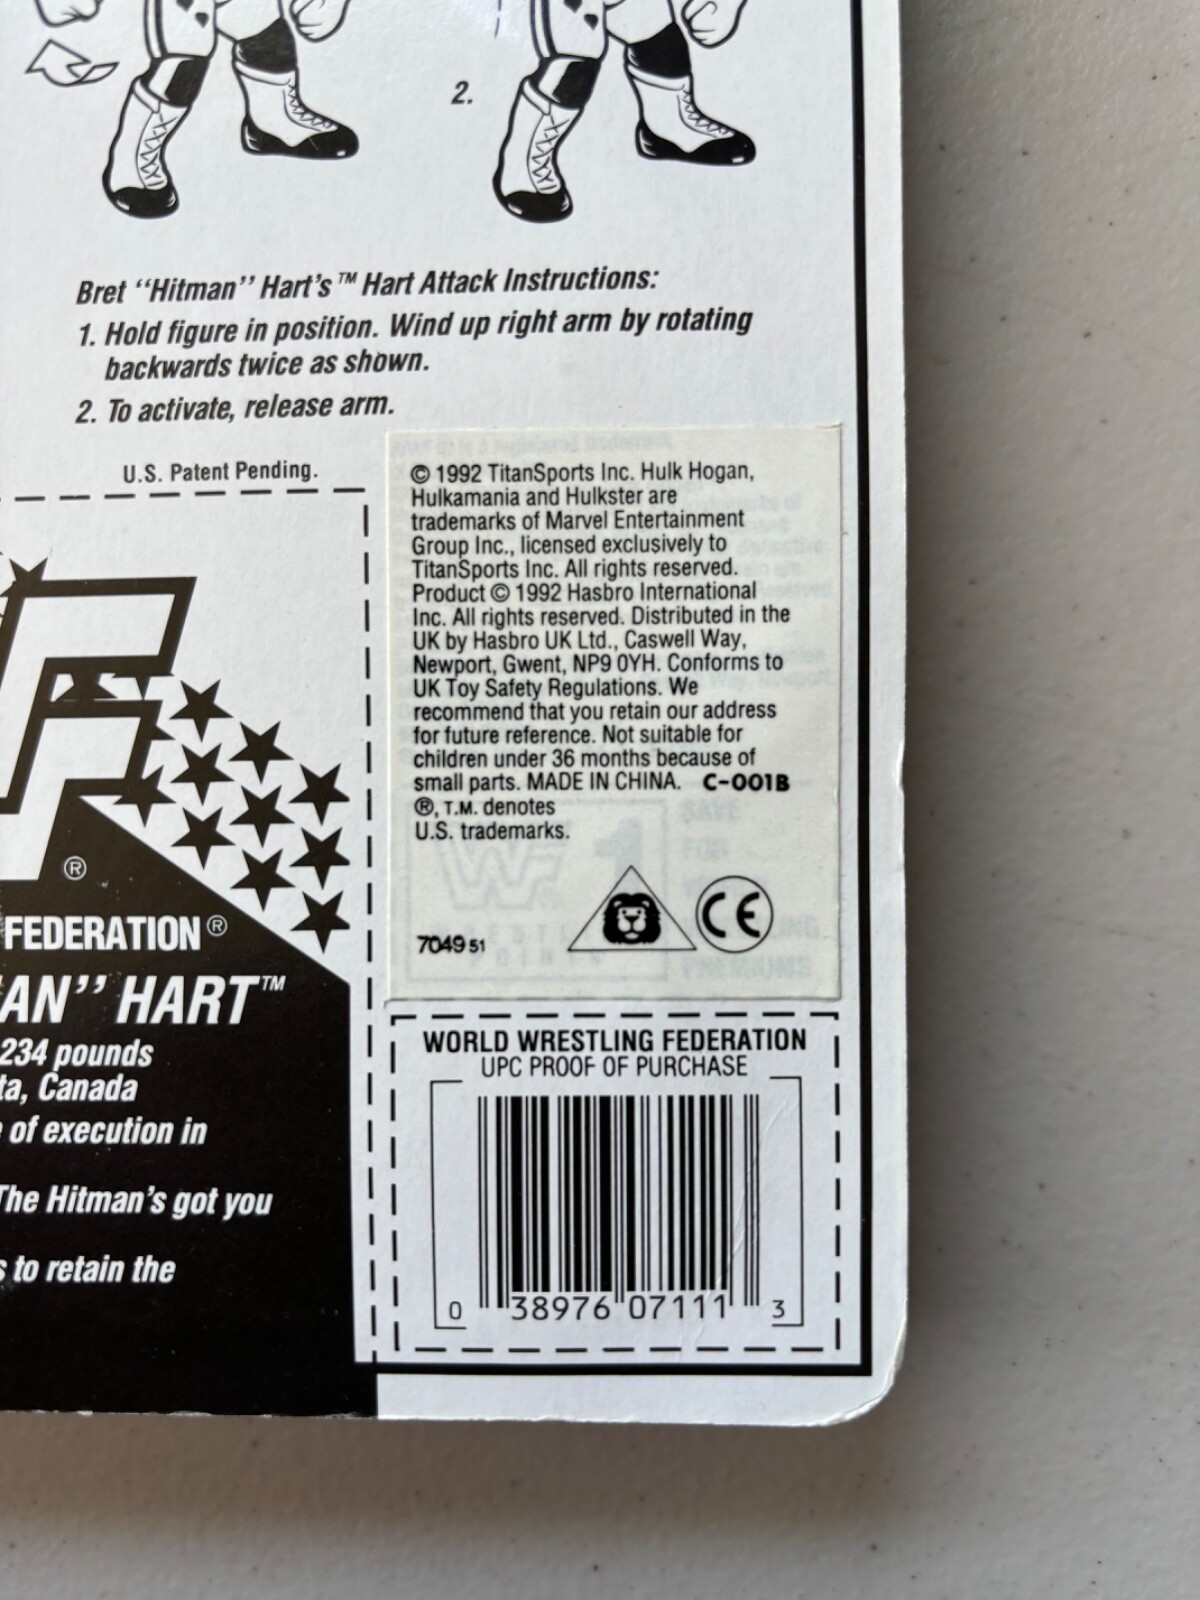 2.
Bret “Hitman” Hart’s™ Hart Attack Instructions:
1. Hold figure in position. Wind up right arm by rotating
backwards twice as shown.
2. To activate, release arm.
U.S. Patent Pending.
© 1992 TitanSports Inc. Hulk Hogan,
Hulkamania and Hulkster are
trademarks of Marvel Entertainment
Group Inc., licensed exclusively to
TitanSports Inc. All rights reserved.
Product © 1992 Hasbro International
Inc. All rights reserved. Distributed in the
UK by Hasbro UK Ltd., Caswell Way,
Newport, Gwent, NP9 0YH. Conforms to
UK Toy Safety Regulations. We
recommend that you retain our address
for future reference. Not suitable for
children under 36 months because of
small parts. MADE IN CHINA. C-001B
®, T.M. denotes
U.S. trademarks.
7049 51
CE
®
FEDERATION®
AN” HART™
234 pounds
ta, Canada
of execution in
The Hitman’s got you
s to retain the
WORLD WRESTLING FEDERATION
UPC PROOF OF PURCHASE
0 38976 07111 3